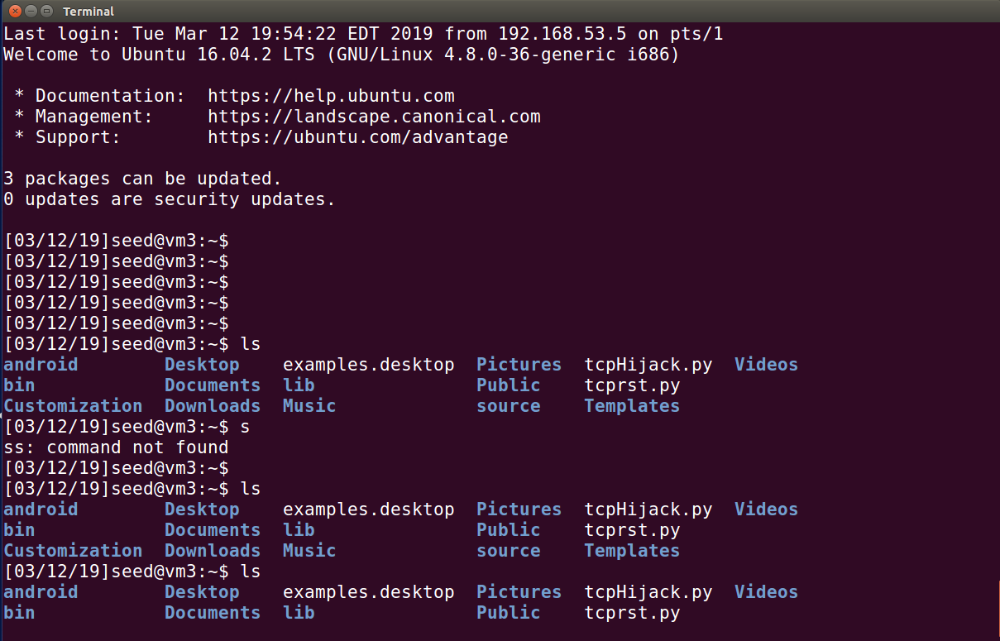 Terminal
Last login: Tue Mar 12 19:54:22 EDT 2019 from 192.168.53.5 on pts/1
Welcome to Ubuntu 16.04.2 LTS (GNU/Linux 4.8.0-36-generic i686)
* Documentation:  https://help.ubuntu.com
* Management:     https://landscape.canonical.com
* Support:        https://ubuntu.com/advantage
3 packages can be updated.
0 updates are security updates.
[03/12/19]seed@vm3:~$
[03/12/19]seed@vm3:~$
[03/12/19]seed@vm3:~$
[03/12/19]seed@vm3:~$
[03/12/19]seed@vm3:~$
[03/12/19]seed@vm3:~$ ls
android        Desktop    examples.desktop  Pictures  tcpHijack.py  Videos
bin            Documents  lib               Public    tcprst.py
Customization  Downloads  Music             source    Templates
[03/12/19]seed@vm3:~$ s
ss: command not found
[03/12/19]seed@vm3:~$
[03/12/19]seed@vm3:~$ ls
android        Desktop    examples.desktop  Pictures  tcpHijack.py  Videos
bin            Documents  lib               Public    tcprst.py
Customization  Downloads  Music             source    Templates
[03/12/19]seed@vm3:~$ ls
android        Desktop    examples.desktop  Pictures  tcpHijack.py  Videos
bin            Documents  lib               Public    tcprst.py